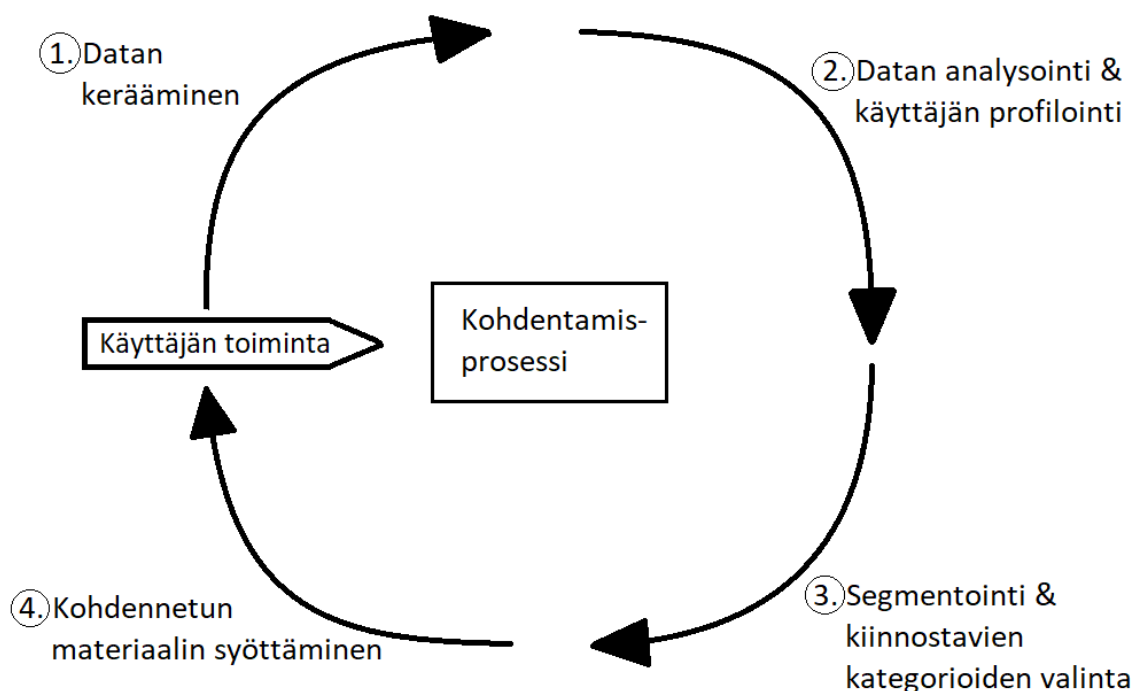 1. Datan
kerääminen
2. Datan analysointi &
käyttäjän profilointi
Käyttäjän toiminta
Kohdentamis-
prosessi
3. Segmentointi &
kiinnostavien
kategorioiden valinta
4. Kohdennetun
materiaalin syöttäminen